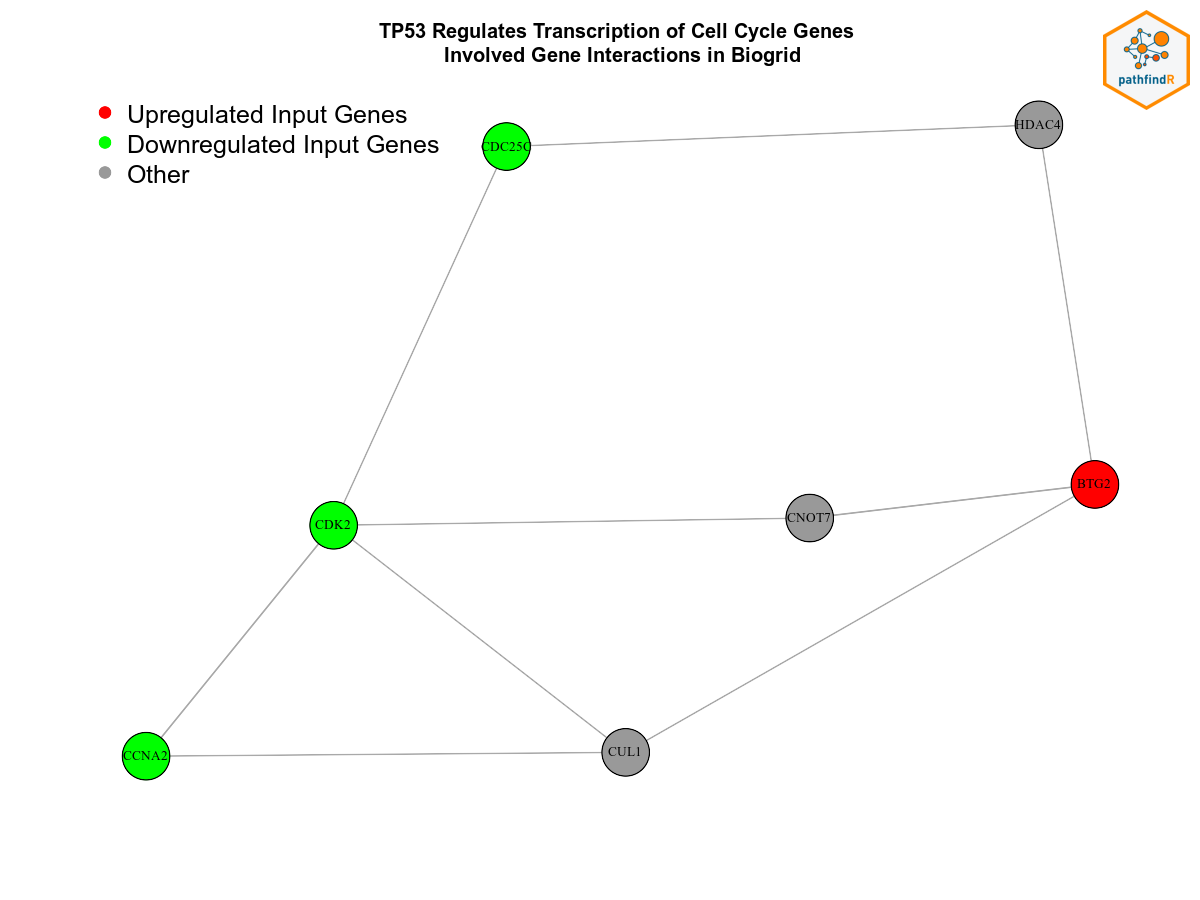 TP53 Regulates Transcription of Cell Cycle Genes
Involved Gene Interactions in Biogrid
pathfindR
Upregulated Input Genes
Downregulated Input Genes
Other
CDC25C
HDAC4
BTG2
CNOT7
CDK2
CCNA2
CUL1